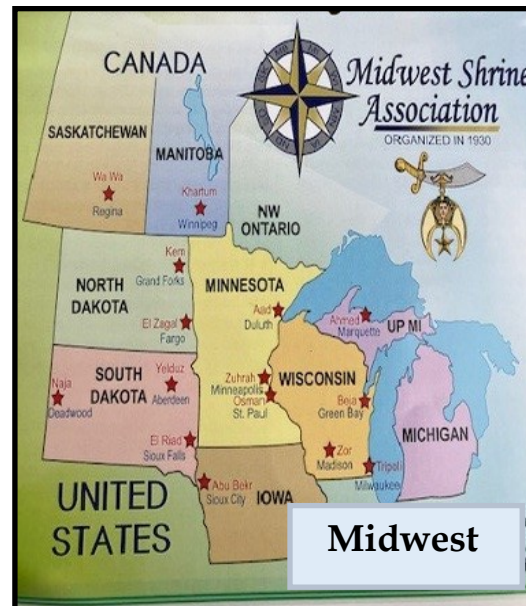 CANADA
Midwest Shrine
Association
ORGANIZED IN 1930
SASKATCHEWAN
MANITOBA
Wa Wa
Regina
Khartum
Winnipeg
NW
ONTARIO
Kem
Grand Forks
NORTH
DAKOTA
El Zagal
Fargo
MINNESOTA
Aad
Duluth
Ahmed
Marquette
UP MI
Naja
Deadwood
SOUTH
DAKOTA
Yelduz
Aberdeen
Zuhrah
Minneapolis
Osman
St. Paul
WISCONSIN
Beja
Green Bay
MICHIGAN
El Riad
Sioux Falls
Zor
Madison
Tripoli
Milwaukee
Abu Bekr
Sioux City
IOWA
UNITED
STATES
Midwest